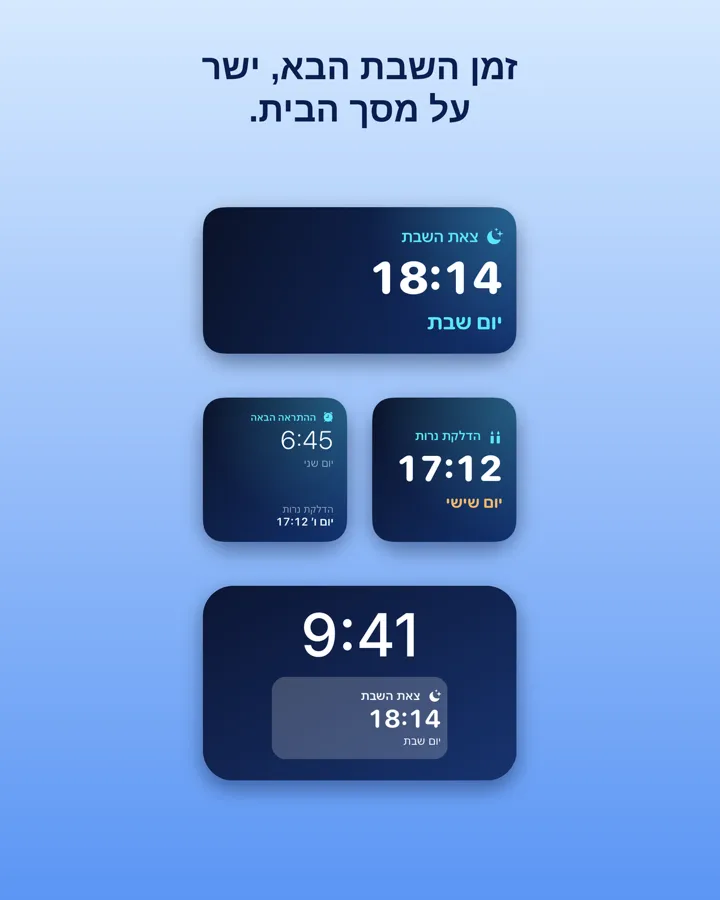 זמן השבת הבא, ישר
על מסך הבית.
צאת השבת
18:14
יום שבת
הדלקת נרות
17:12
יום שישי
ההתראה הבאה
6:45
יום שני
הדלקת נרות
יום ו׳ 17:12
9:41
צאת השבת
18:14
יום שבת